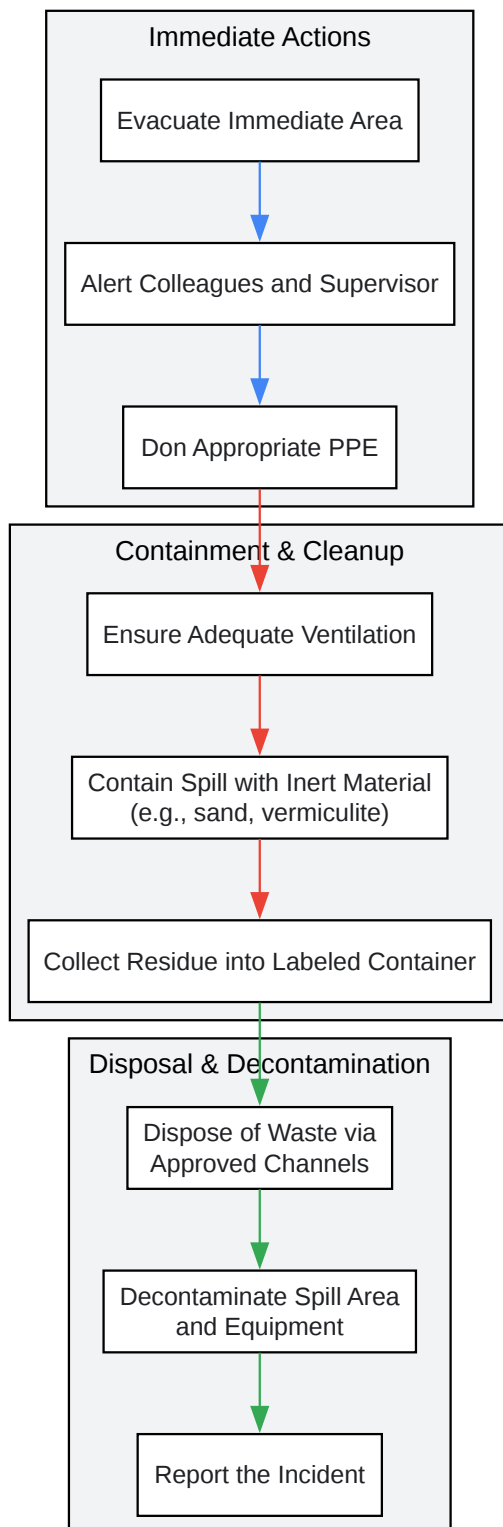 Immediate Actions
Evacuate Immediate Area
Alert Colleagues and Supervisor
Don Appropriate PPE
Containment & Cleanup
Ensure Adequate Ventilation
Contain Spill with Inert Material
(e.g., sand, vermiculite)
Collect Residue into Labeled Container
Disposal & Decontamination
Dispose of Waste via
Approved Channels
Decontaminate Spill Area
and Equipment
Report the Incident